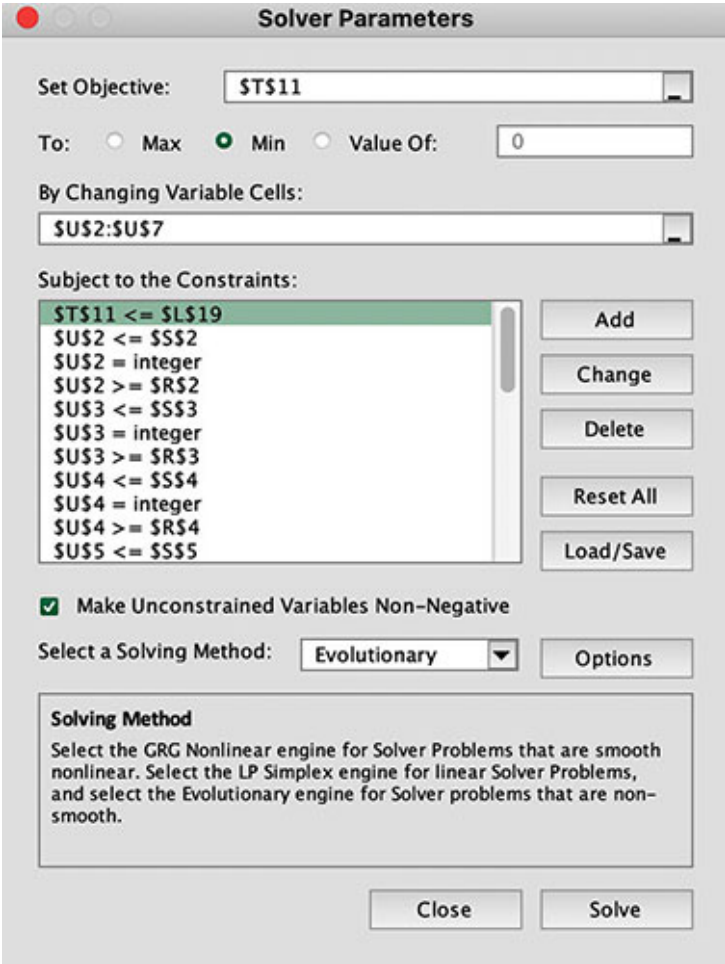 Solver Parameters
Set Objective: $T$11
To: Max Min Value Of: 0
By Changing Variable Cells:
$U$2:$U$7
Subject to the Constraints:
$T$11 <= $L$19
$U$2 <= $S$2
$U$2 = integer
$U$2 >= $R$2
$U$3 <= $S$3
$U$3 = integer
$U$3 >= $R$3
$U$4 <= $S$4
$U$4 = integer
$U$4 >= $R$4
$U$5 <= $S$5
Add
Change
Delete
Reset All
Load/Save
Make Unconstrained Variables Non-Negative
Select a Solving Method: Evolutionary Options
Solving Method
Select the GRG Nonlinear engine for Solver Problems that are smooth
nonlinear. Select the LP Simplex engine for linear Solver Problems,
and select the Evolutionary engine for Solver problems that are non-
smooth.
Close Solve